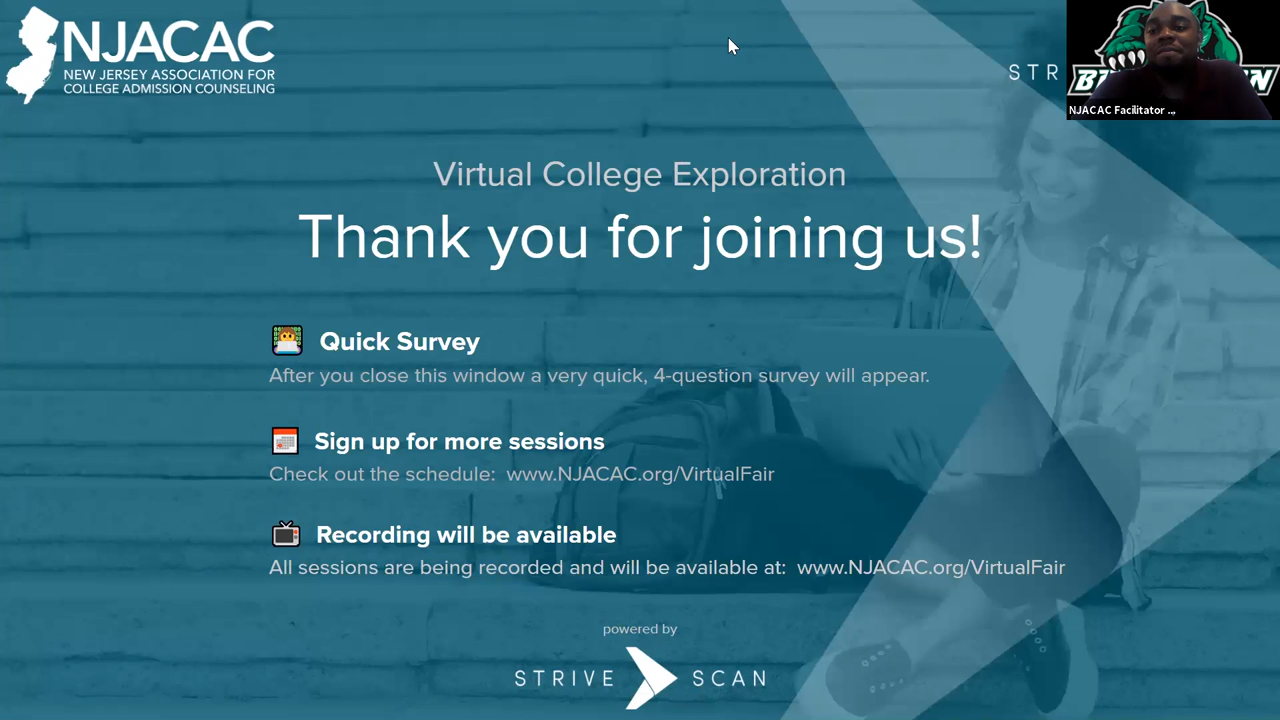 NJACAC
NEW JERSEY ASSOCIATION FOR
COLLEGE ADMISSION COUNSELING
STR
NJACAC Facilitator ...
Virtual College Exploration
Thank you for joining us!
Quick Survey
After you close this window a very quick, 4-question survey will appear.
Sign up for more sessions
Check out the schedule: www.NJACAC.org/VirtualFair
Recording will be available
All sessions are being recorded and will be available at: www.NJACAC.org/VirtualFair
powered by
STRIVE SCAN